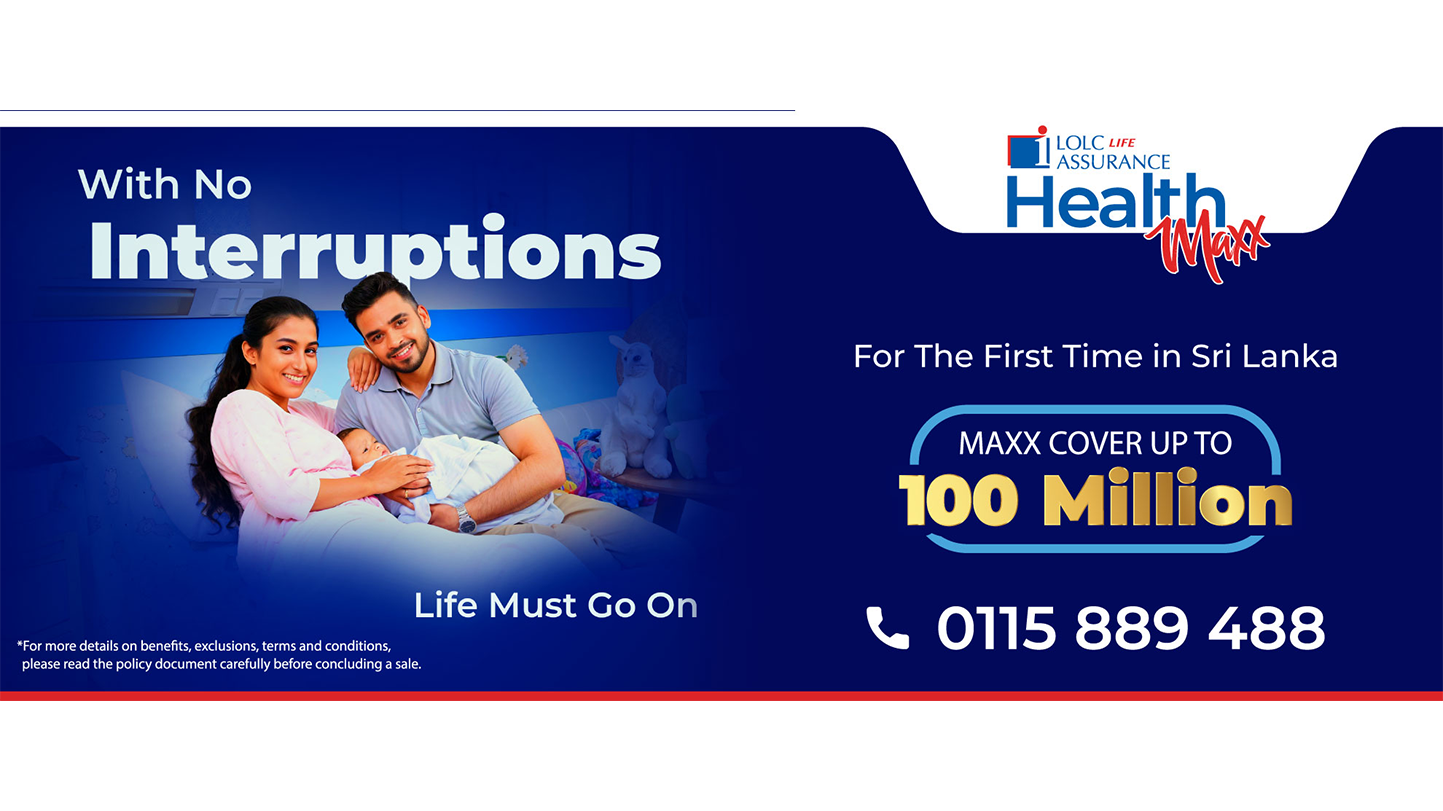 With No
Interruptions
Life Must Go On
*For more details on benefits, exclusions, terms and conditions,
please read the policy document carefully before concluding a sale.
LOLC LIFE
ASSURANCE
Health
Maxx
For The First Time in Sri Lanka
MAXX COVER UP TO
100 Million
0115 889 488